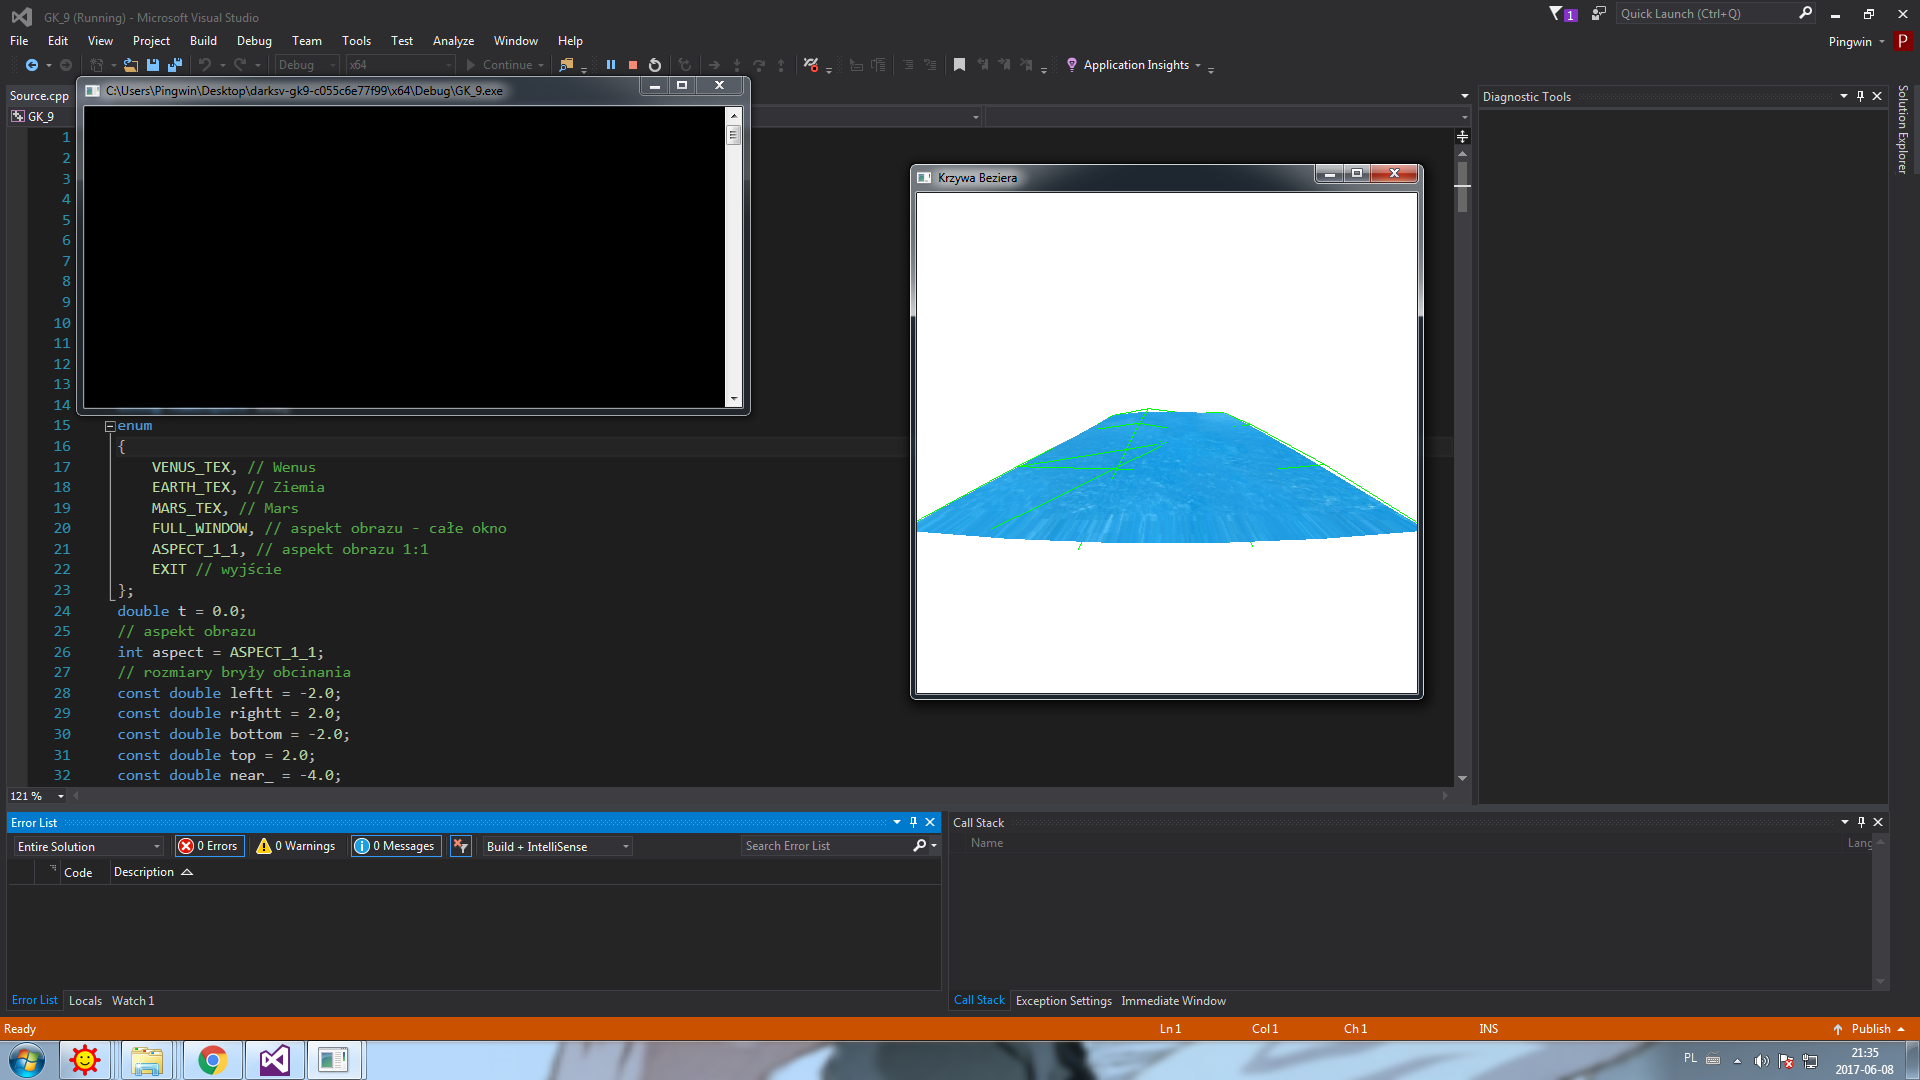 GK_9 (Running) - Microsoft Visual Studio
1
Quick Launch (Ctrl+Q)
File Edit View Project Build Debug Team Tools Test Analyze Window Help
Pingwin P
Debug x64 Continue Application Insights
Source.cpp
C:\Users\Pingwin\Desktop\darksv-gk9-c055c6e77f99\x64\Debug\GK_9.exe
Diagnostic Tools
Solution Explorer
GK_9
Krzywa Beziera
1
2
3
4
5
6
7
8
9
10
11
12
13
14
15 enum
16 {
17 VENUS_TEX, // Wenus
18 EARTH_TEX, // Ziemia
19 MARS_TEX, // Mars
20 FULL_WINDOW, // aspekt obrazu - całe okno
21 ASPECT_1_1, // aspekt obrazu 1:1
22 EXIT // wyjście
23 };
24 double t = 0.0;
25 // aspekt obrazu
26 int aspect = ASPECT_1_1;
27 // rozmiary bryły obcinania
28 const double leftt = -2.0;
29 const double rightt = 2.0;
30 const double bottom = -2.0;
31 const double top = 2.0;
32 const double near_ = -4.0;
121 %
Error List
Entire Solution 0 Errors 0 Warnings 0 Messages Build + IntelliSense Search Error List
Code Description
Call Stack
Name Lang
Error List Locals Watch 1
Call Stack Exception Settings Immediate Window
Ready Ln 1 Col 1 Ch 1 INS Publish
PL
21:35
2017-06-08